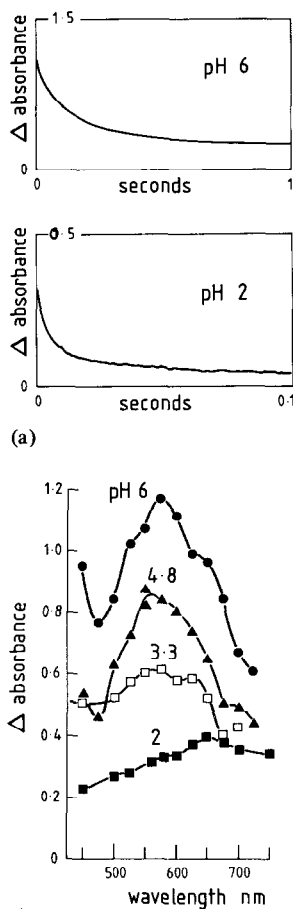 1·5
pH 6
Δ absorbance
0
0 seconds 1
0·5
pH 2
Δ absorbance
0
0 seconds 0·1
(a)
1·2
pH 6
1·0
4·8
0·8
3·3
Δ absorbance
0·6
0·4
2
0·2
0
500 600 700
wavelength nm